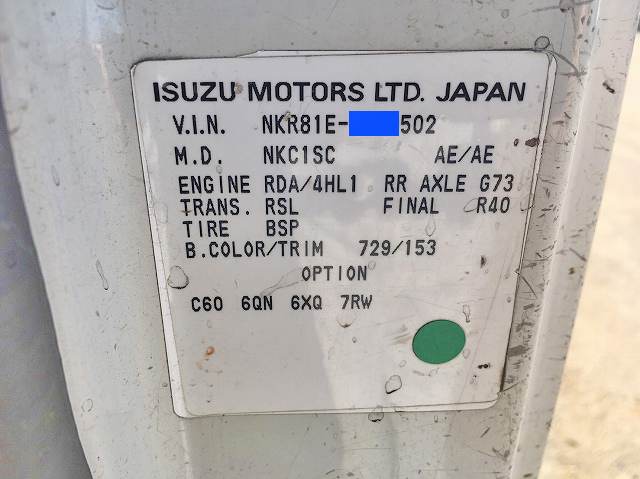 ISUZU MOTORS LTD. JAPAN
V.I.N. NKR81E- 502
M.D. NKC1SC AE/AE
ENGINE RDA/4HL1 RR AXLE G73
TRANS. RSL FINAL R40
TIRE BSP
B.COLOR/TRIM 729/153
OPTION
C60 6QN 6XQ 7RW